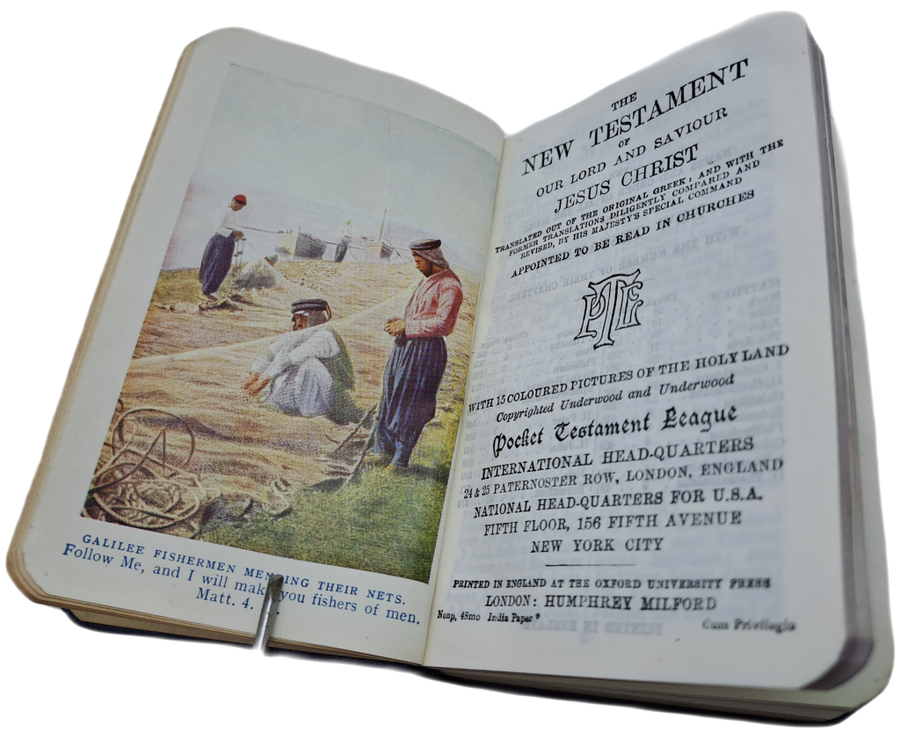 GALILEE FISHERMEN MENDING THEIR NETS.
Follow Me, and I will make you fishers of men.
Matt. 4.
THE
NEW TESTAMENT
OF
OUR LORD AND SAVIOUR
JESUS CHRIST
TRANSLATED OUT OF THE ORIGINAL GREEK; AND WITH THE
FORMER TRANSLATIONS DILIGENTLY COMPARED AND
REVISED, BY HIS MAJESTY'S SPECIAL COMMAND
APPOINTED TO BE READ IN CHURCHES
PTL
WITH 15 COLOURED PICTURES OF THE HOLY LAND
Copyrighted Underwood and Underwood
Pocket Testament League
INTERNATIONAL HEAD-QUARTERS
24 & 25 PATERNOSTER ROW, LONDON, ENGLAND
NATIONAL HEAD-QUARTERS FOR U.S.A.
FIFTH FLOOR, 156 FIFTH AVENUE
NEW YORK CITY
PRINTED IN ENGLAND AT THE OXFORD UNIVERSITY PRESS
LONDON: HUMPHREY MILFORD
Nonp. 48mo India Paper* Cum Privilegio